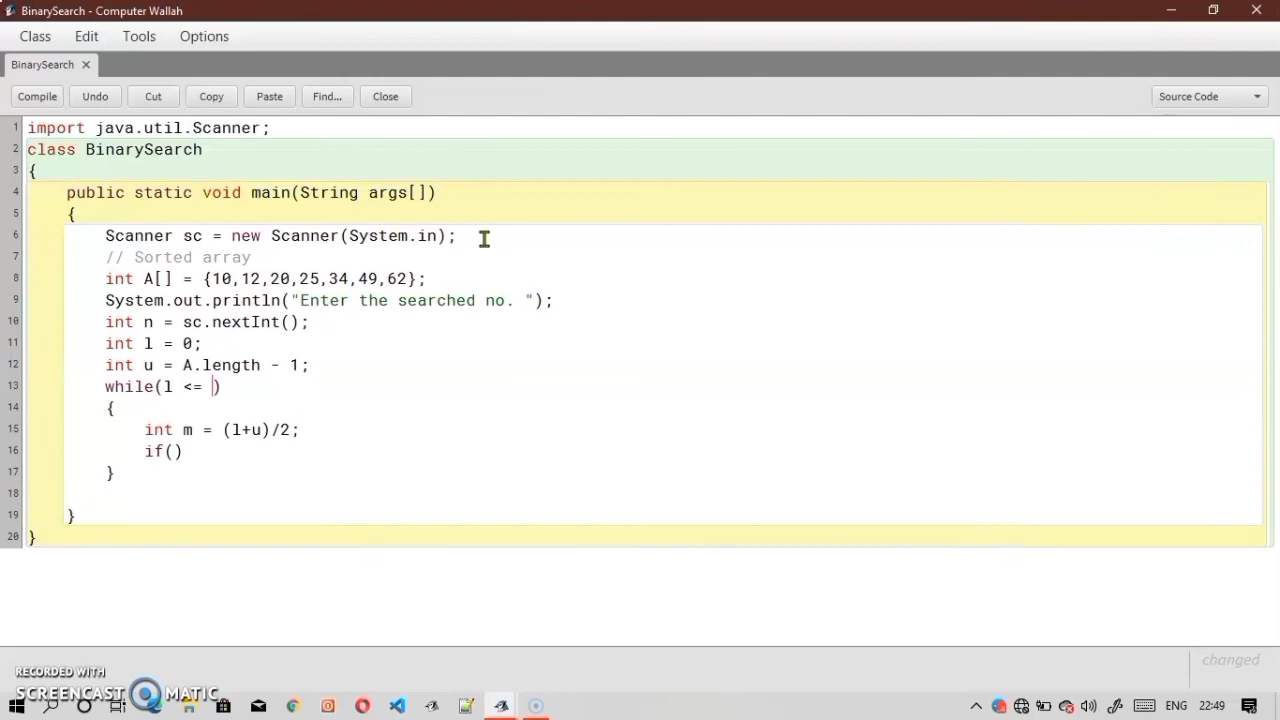 BinarySearch - Computer Wallah
Class Edit Tools Options
BinarySearch
Compile Undo Cut Copy Paste Find... Close Source Code
1 import java.util.Scanner;
2 class BinarySearch
3 {
4 public static void main(String args[])
5 {
6 Scanner sc = new Scanner(System.in);
7 // Sorted array
8 int A[] = {10,12,20,25,34,49,62};
9 System.out.println("Enter the searched no. ");
10 int n = sc.nextInt();
11 int l = 0;
12 int u = A.length - 1;
13 while(l <= )
14 {
15 int m = (l+u)/2;
16 if()
17 }
18
19 }
20 }
changed
RECORDED WITH
SCREENCAST MATIC
ENG 22:49